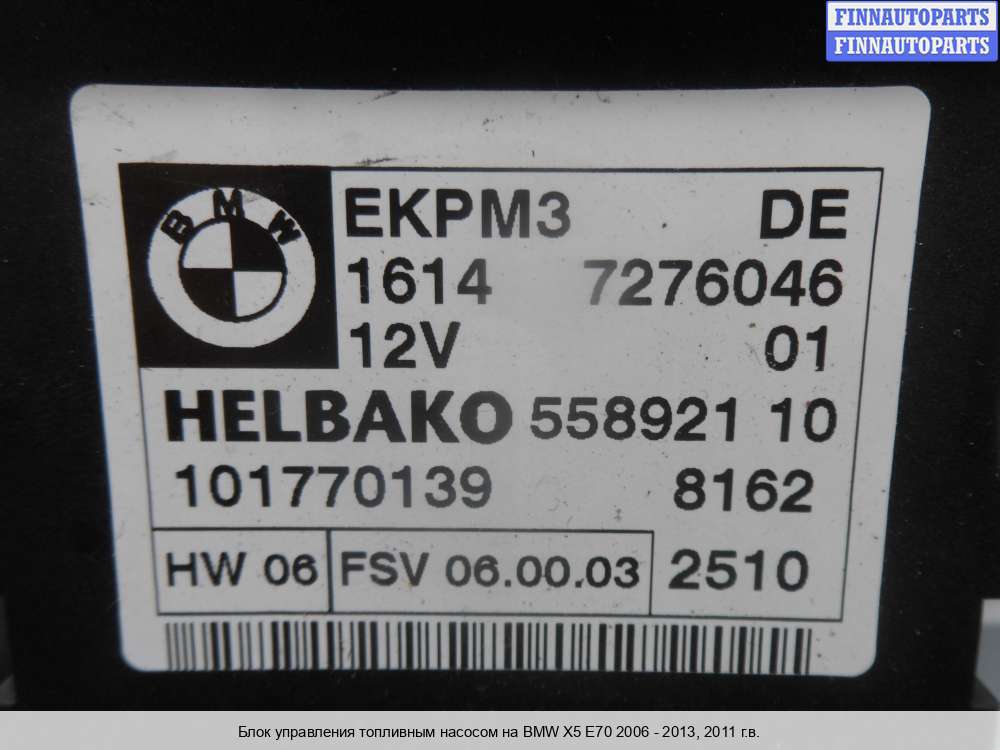 FINNAUTOPARTS
FINNAUTOPARTS
BMW
EKPM3 DE
1614 7276046
12V 01
HELBAKO 558921 10
101770139 8162
HW 06 FSV 06.00.03 2510
Блок управления топливным насосом на BMW X5 E70 2006 - 2013, 2011 г.в.